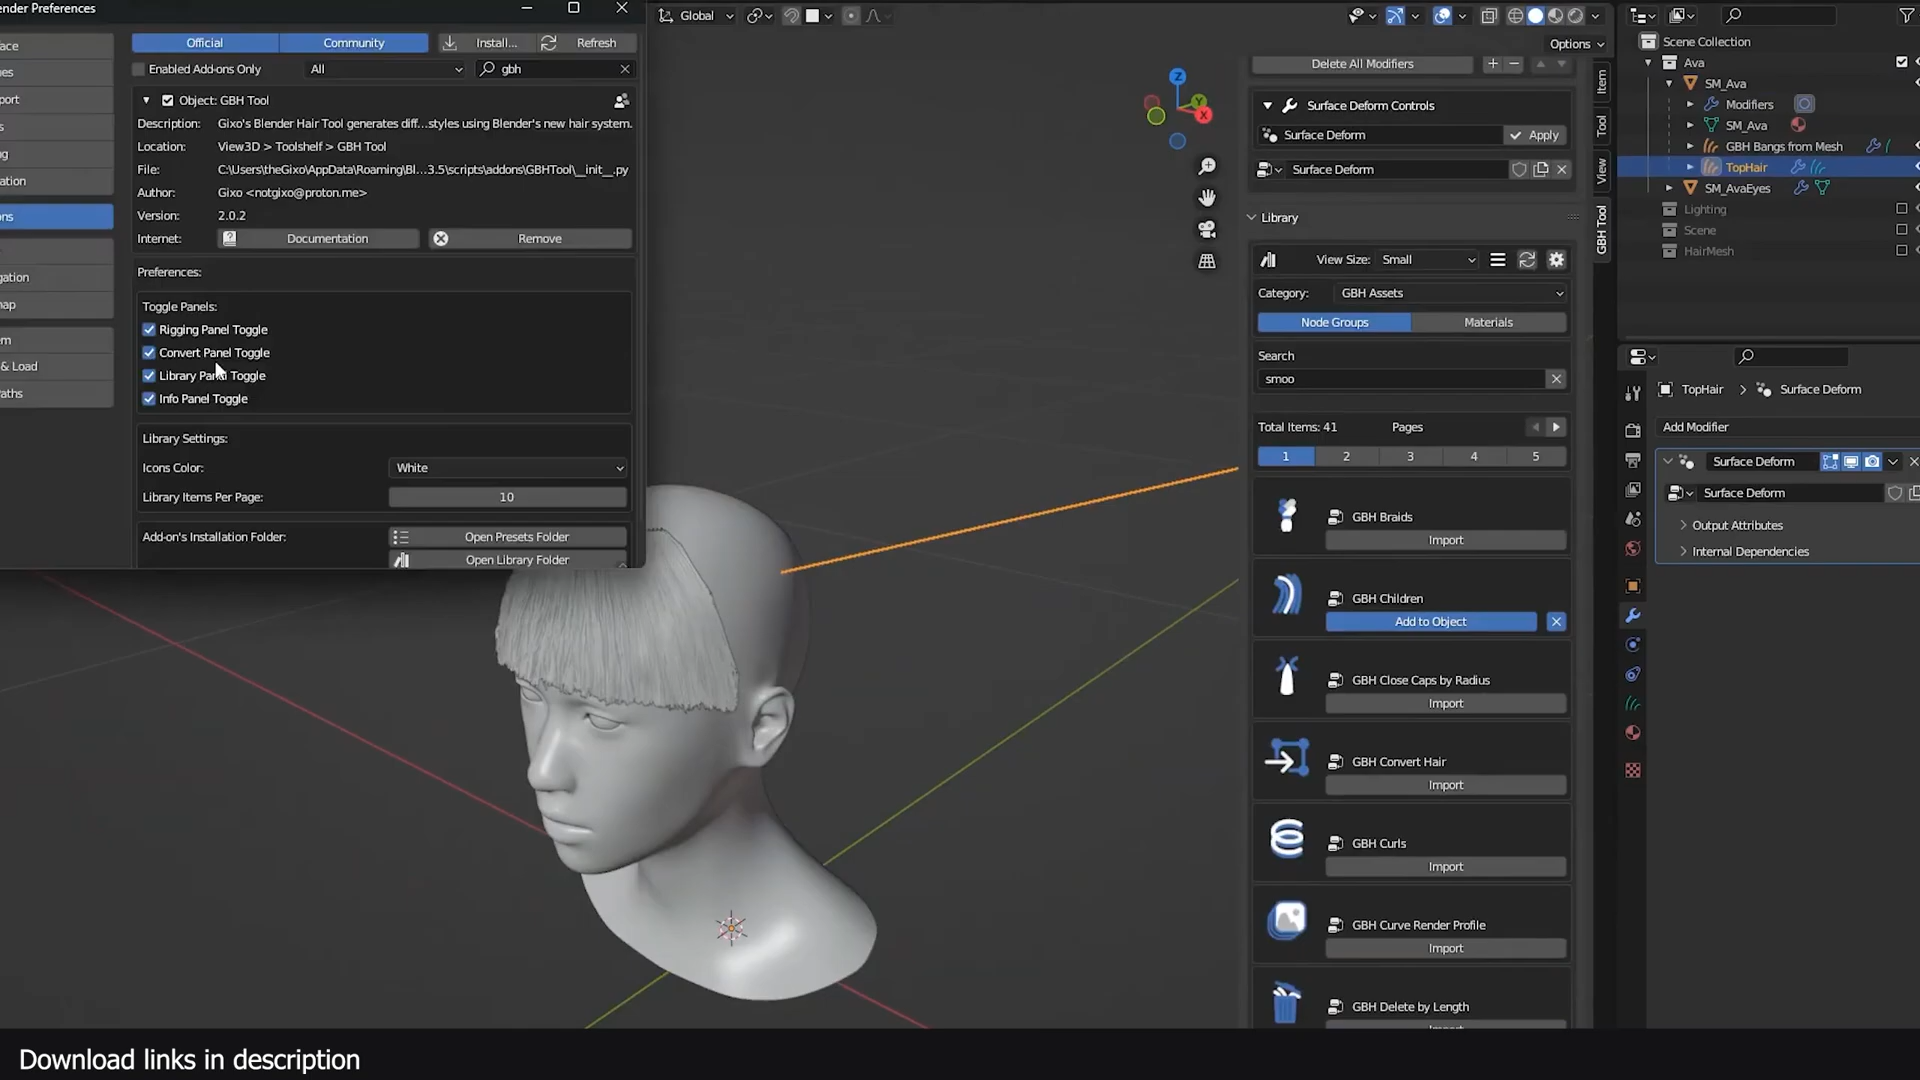 ender Preferences
Official
Community
Install...
Refresh
Enabled Add-ons Only
All
gbh
Object: GBH Tool
Description: Gixo's Blender Hair Tool generates diff...styles using Blender's new hair system.
Location: View3D > Toolshelf > GBH Tool
File: C:\Users\theGixo\AppData\Roaming\Bl...3.5\scripts\addons\GBHTool\__init__.py
Author: Gixo <notgixo@proton.me>
Version: 2.0.2
Internet: Documentation Remove
Preferences:
Toggle Panels:
Rigging Panel Toggle
Convert Panel Toggle
Library Panel Toggle
Info Panel Toggle
Library Settings:
Icons Color: White
Library Items Per Page: 10
Add-on's Installation Folder: Open Presets Folder
Open Library Folder
ace
es
port
s
ng
ation
ons
gation
map
em
& Load
Paths
Global
Options
Delete All Modifiers
Surface Deform Controls
Surface Deform Apply
Surface Deform
Library
View Size: Small
Category: GBH Assets
Node Groups Materials
Search
smoo
Total Items: 41 Pages
1 2 3 4 5
GBH Braids
Import
GBH Children
Add to Object
GBH Close Caps by Radius
Import
GBH Convert Hair
Import
GBH Curls
Import
GBH Curve Render Profile
Import
GBH Delete by Length
Item
Tool
View
GBH Tool
Z
Y
X
Scene Collection
Ava
SM_Ava
Modifiers
SM_Ava
GBH Bangs from Mesh
TopHair
SM_AvaEyes
Lighting
Scene
HairMesh
TopHair > Surface Deform
Add Modifier
Surface Deform
Surface Deform
Output Attributes
Internal Dependencies
Download links in description